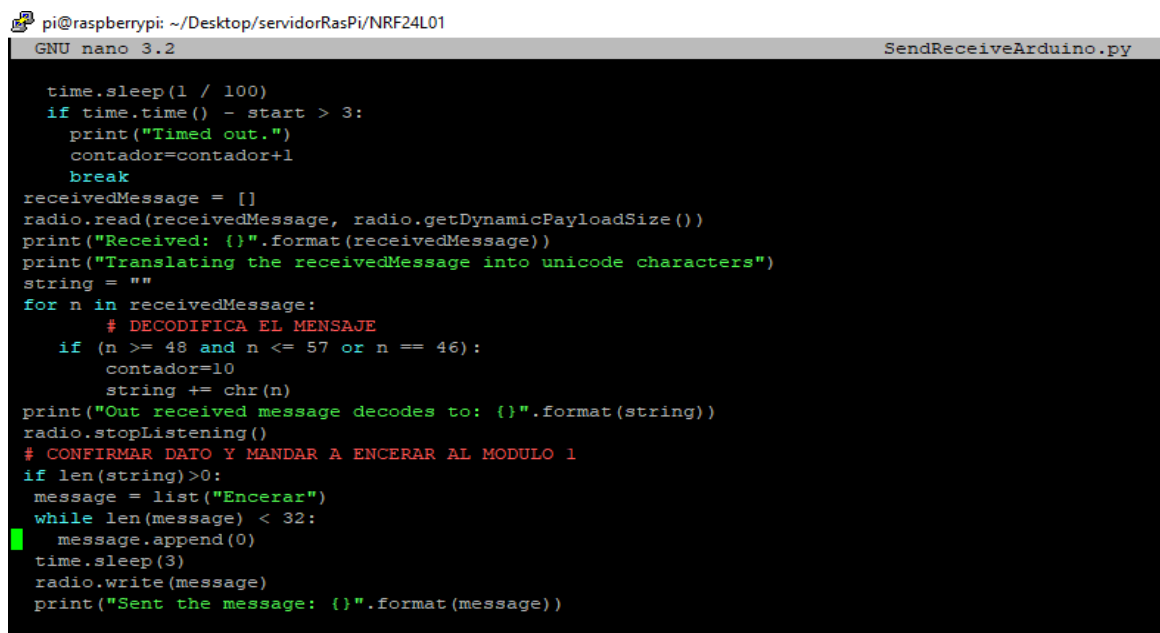 pi@raspberrypi: ~/Desktop/servidorRasPi/NRF24L01
GNU nano 3.2 SendReceiveArduino.py
time.sleep(1 / 100)
if time.time() - start > 3:
print("Timed out.")
contador=contador+1
break
receivedMessage = []
radio.read(receivedMessage, radio.getDynamicPayloadSize())
print("Received: {}".format(receivedMessage))
print("Translating the receivedMessage into unicode characters")
string = ""
for n in receivedMessage:
# DECODIFICA EL MENSAJE
if (n >= 48 and n <= 57 or n == 46):
contador=10
string += chr(n)
print("Out received message decodes to: {}".format(string))
radio.stopListening()
# CONFIRMAR DATO Y MANDAR A ENCERAR AL MODULO 1
if len(string)>0:
message = list("Encerar")
while len(message) < 32:
message.append(0)
time.sleep(3)
radio.write(message)
print("Sent the message: {}".format(message))